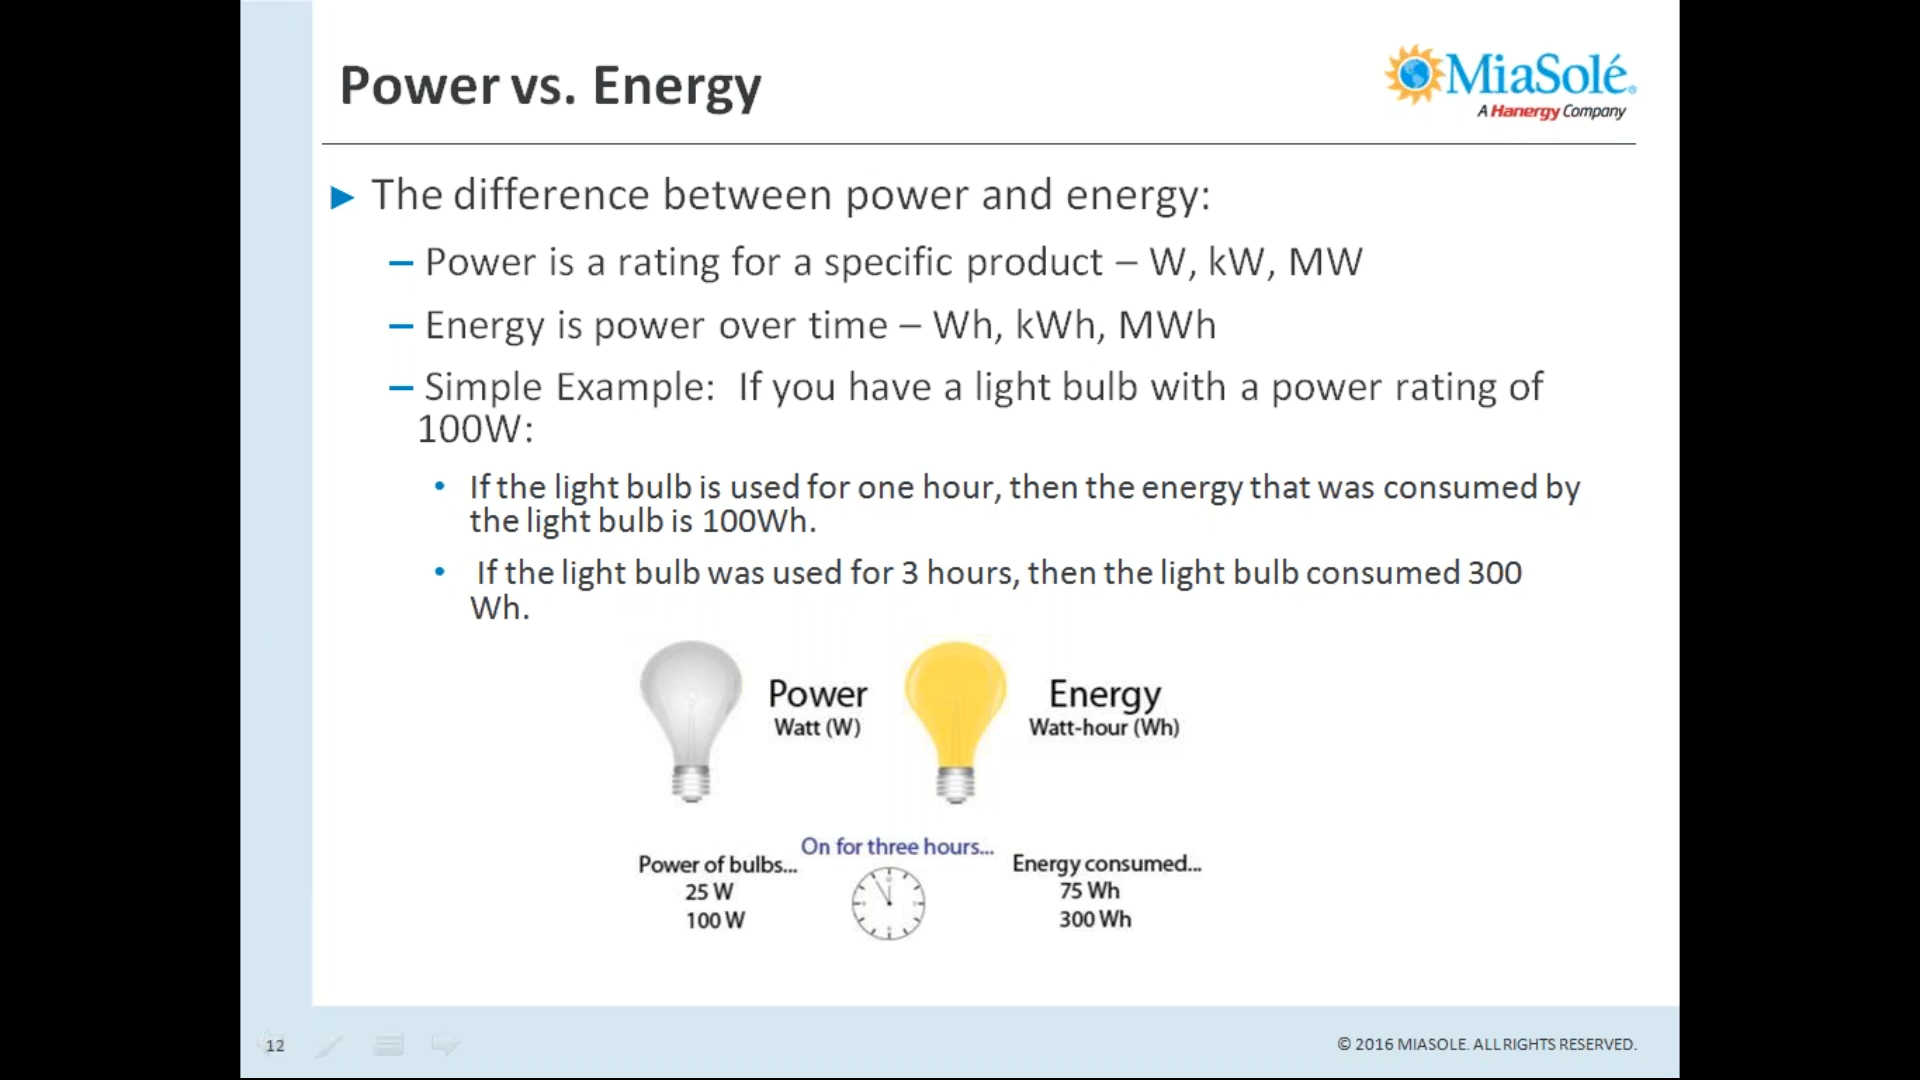 Power vs. Energy
MiaSolé®
A Hanergy Company
The difference between power and energy:
– Power is a rating for a specific product – W, kW, MW
– Energy is power over time – Wh, kWh, MWh
– Simple Example: If you have a light bulb with a power rating of
100W:
• If the light bulb is used for one hour, then the energy that was consumed by
the light bulb is 100Wh.
• If the light bulb was used for 3 hours, then the light bulb consumed 300
Wh.
Power
Watt (W)
Energy
Watt-hour (Wh)
On for three hours...
Power of bulbs...
25 W
100 W
Energy consumed...
75 Wh
300 Wh
12
© 2016 MIASOLE. ALL RIGHTS RESERVED.